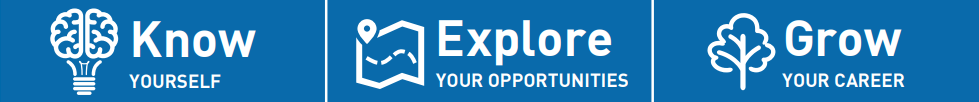 Know
YOURSELF
Explore
YOUR OPPORTUNITIES
Grow
YOUR CAREER